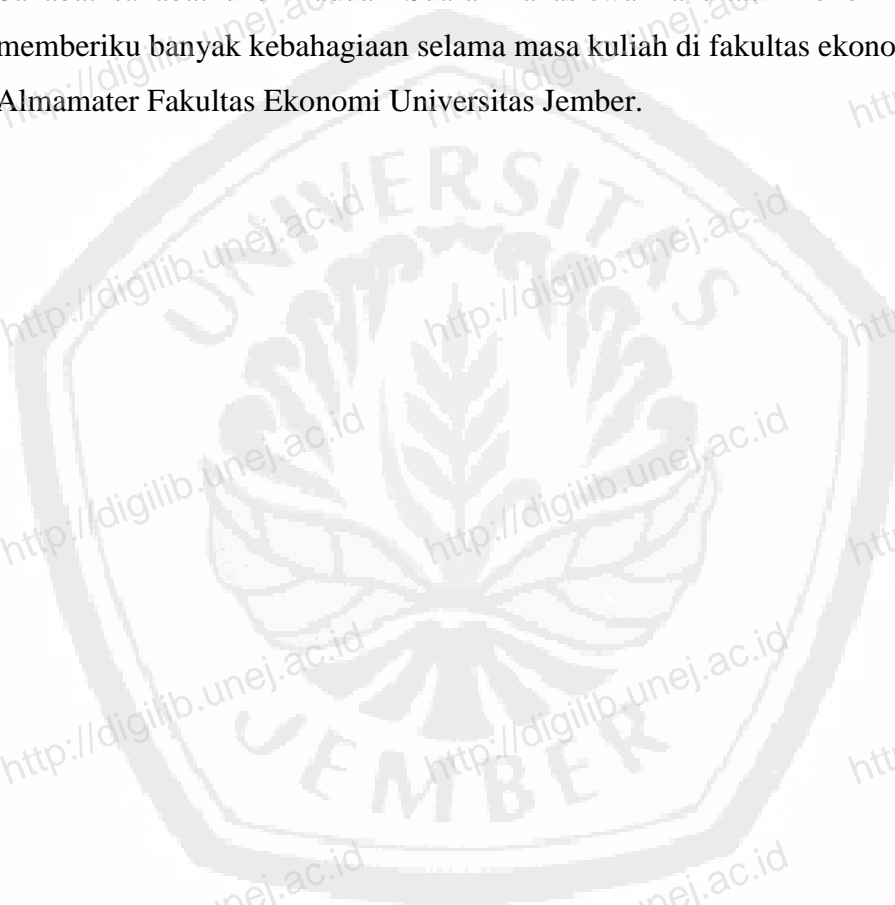 memberiku banyak kebahagiaan selama masa kuliah di fakultas ekono
Almamater Fakultas Ekonomi Universitas Jember.
UNIVERSITAS
http://digilib.unej.ac.id http://digilib.unej.ac.id
http://digilib.unej.ac.id http://digilib.unej.ac.id
http://digilib.unej.ac.id http://digilib.unej.ac.id
JEMBER